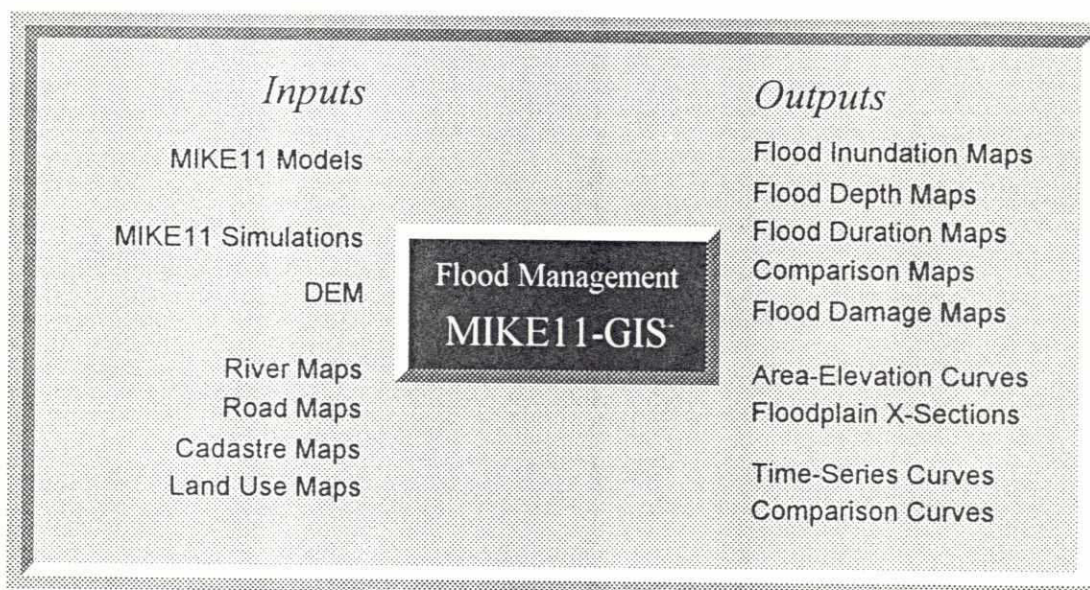 Inputs
MIKE11 Models
MIKE11 Simulations
DEM
River Maps
Road Maps
Cadastre Maps
Land Use Maps
Flood Management
MIKE11-GIS
Outputs
Flood Inundation Maps
Flood Depth Maps
Flood Duration Maps
Comparison Maps
Flood Damage Maps
Area-Elevation Curves
Floodplain X-Sections
Time-Series Curves
Comparison Curves